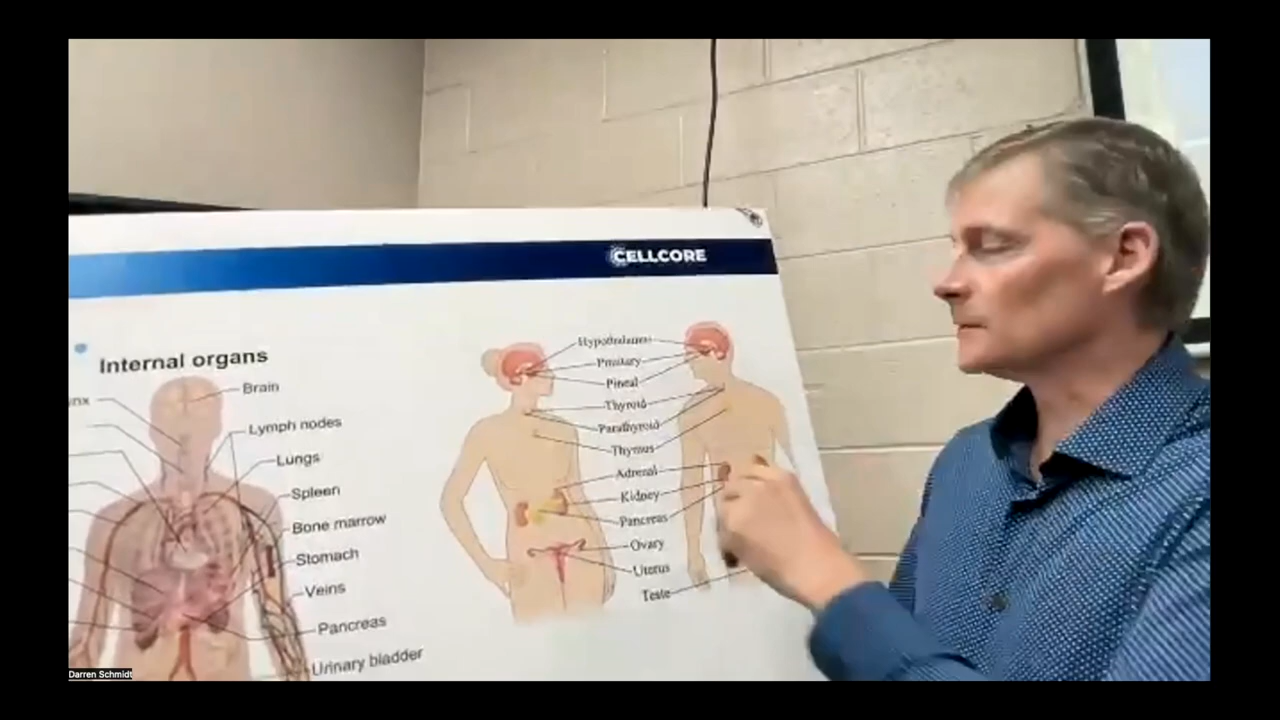 CELLCORE
Internal organs
Brain
nx
Lymph nodes
Lungs
Spleen
Bone marrow
Stomach
Veins
Pancreas
Urinary bladder
Hypothalamus
Pituitary
Pineal
Thyroid
Parathyroid
Thymus
Adrenal
Kidney
Pancreas
Ovary
Uterus
Teste
Darren Schmidt